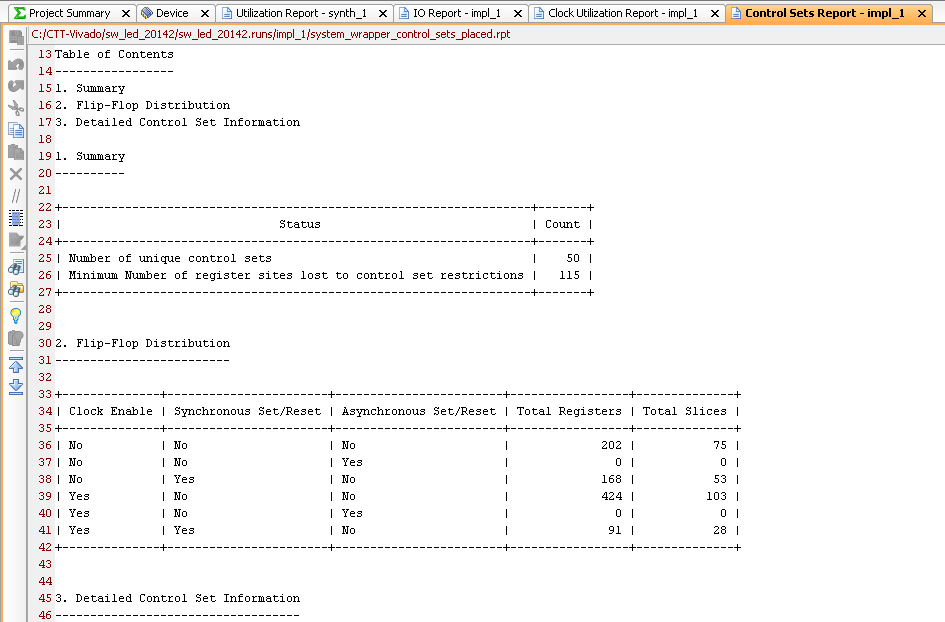 Project Summary Device Utilization Report - synth_1 IO Report - impl_1 Clock Utilization Report - impl_1 Control Sets Report - impl_1
C:/CTT-Vivado/sw_led_20142/sw_led_20142.runs/impl_1/system_wrapper_control_sets_placed.rpt
13 Table of Contents
14 -----------------
15 1. Summary
16 2. Flip-Flop Distribution
17 3. Detailed Control Set Information
18
19 1. Summary
20 ----------
21
22 +-------------------------------------------------------------------+-------+
23 |                               Status                              | Count |
24 +-------------------------------------------------------------------+-------+
25 | Number of unique control sets                                     |    50 |
26 | Minimum Number of register sites lost to control set restrictions |   115 |
27 +-------------------------------------------------------------------+-------+
28
29
30 2. Flip-Flop Distribution
31 -------------------------
32
33 +--------------+-----------------------+------------------------+-----------------+--------------+
34 | Clock Enable | Synchronous Set/Reset | Asynchronous Set/Reset | Total Registers | Total Slices |
35 +--------------+-----------------------+------------------------+-----------------+--------------+
36 | No           | No                    | No                     |             202 |           75 |
37 | No           | No                    | Yes                    |               0 |            0 |
38 | No           | Yes                   | No                     |             168 |           53 |
39 | Yes          | No                    | No                     |             424 |          103 |
40 | Yes          | No                    | Yes                    |               0 |            0 |
41 | Yes          | Yes                   | No                     |              91 |           28 |
42 +--------------+-----------------------+------------------------+-----------------+--------------+
43
44
45 3. Detailed Control Set Information
46 -----------------------------------